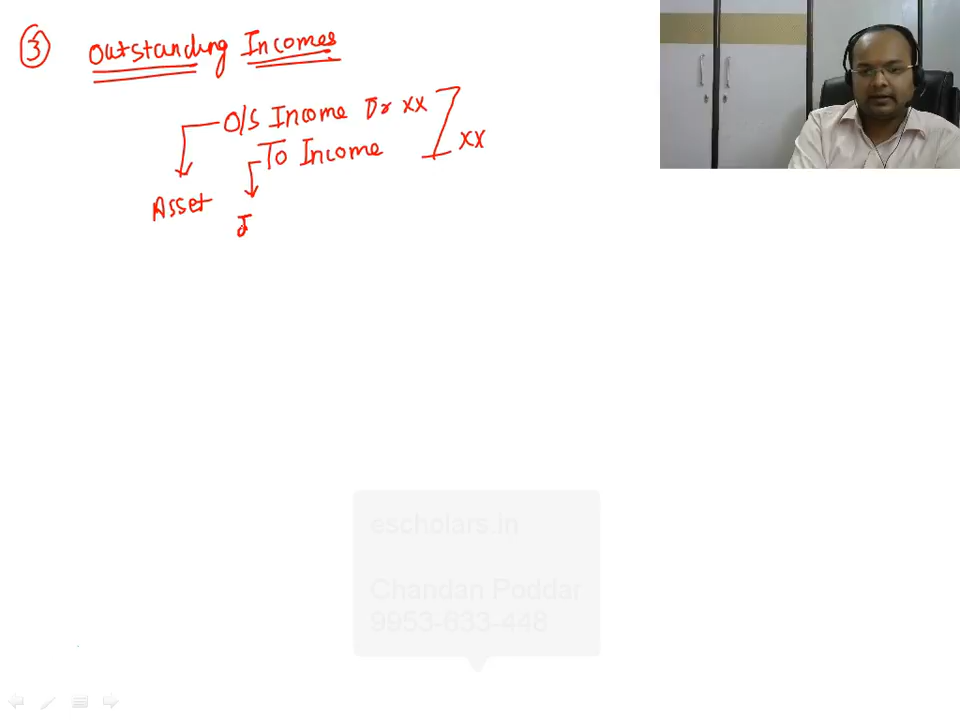 ③ Outstanding Incomes
O/S Income Dr xx
To Income xx
Asset
I
escholars.in
Chandan Poddar
9953-633-448